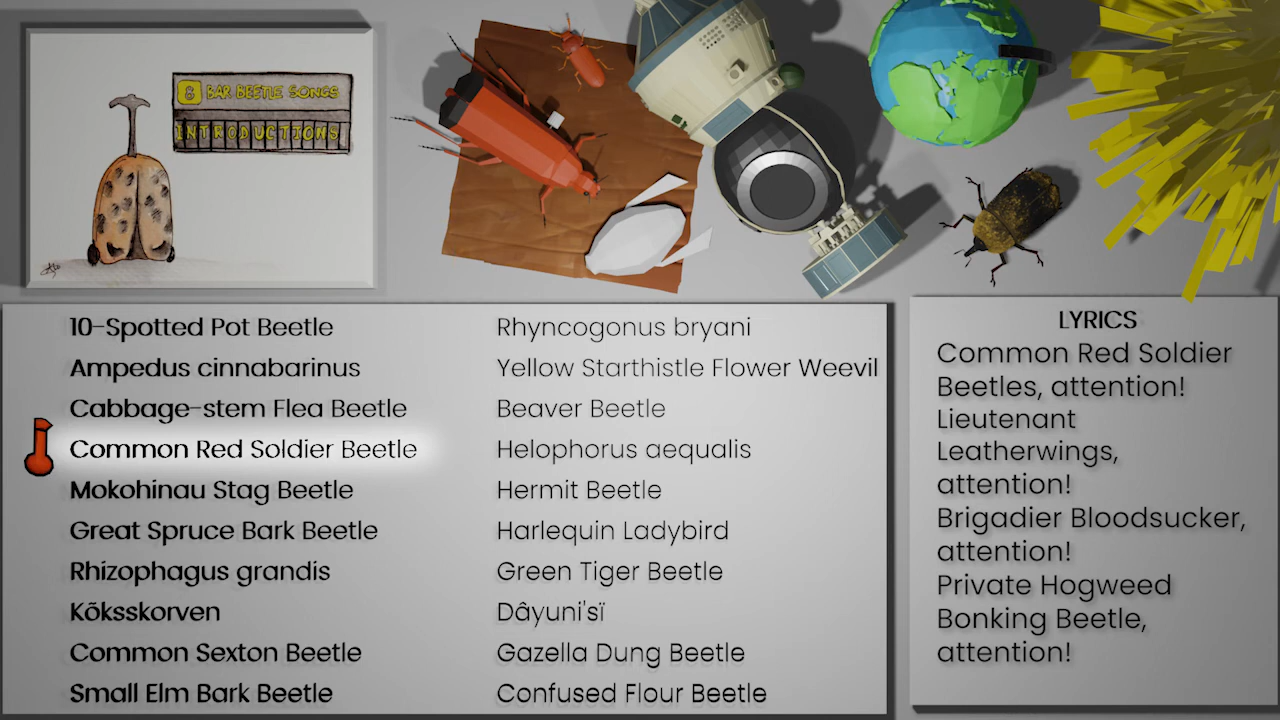 8 BAR BEETLE SONGS
INTRODUCTIONS
10-Spotted Pot Beetle
Ampedus cinnabarinus
Cabbage-stem Flea Beetle
Common Red Soldier Beetle
Mokohinau Stag Beetle
Great Spruce Bark Beetle
Rhizophagus grandis
Kõksskorven
Common Sexton Beetle
Small Elm Bark Beetle
Rhyncogonus bryani
Yellow Starthistle Flower Weevil
Beaver Beetle
Helophorus aequalis
Hermit Beetle
Harlequin Ladybird
Green Tiger Beetle
Dâyuni'sï
Gazella Dung Beetle
Confused Flour Beetle
LYRICS
Common Red Soldier
Beetles, attention!
Lieutenant
Leatherwings,
attention!
Brigadier Bloodsucker,
attention!
Private Hogweed
Bonking Beetle,
attention!